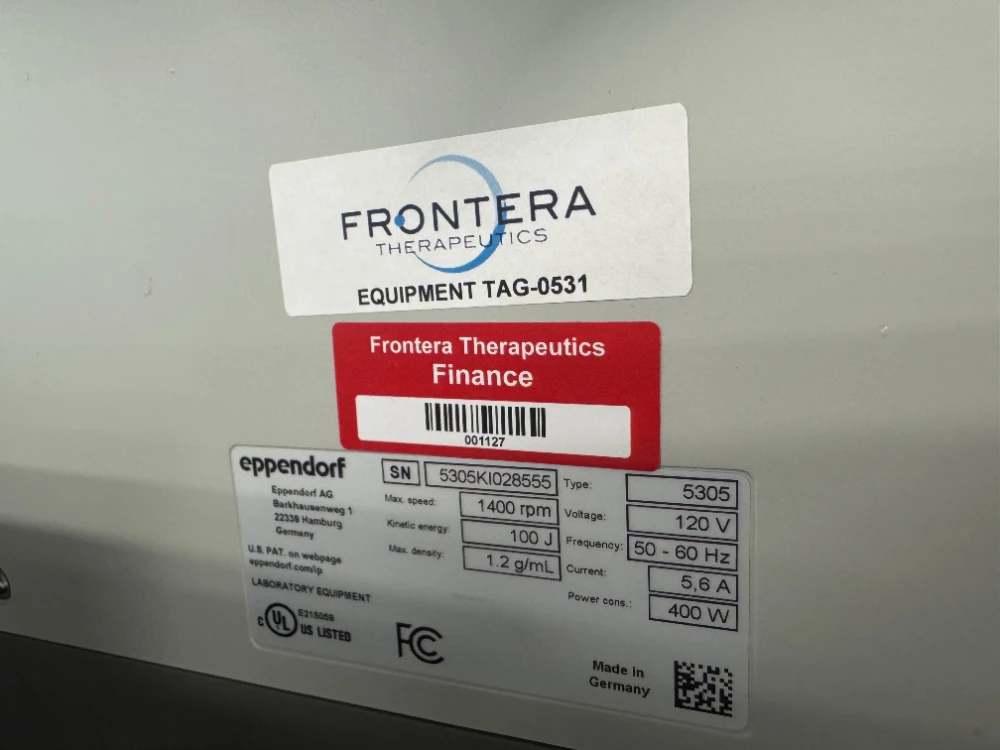 FRONTERA
THERAPEUTICS
EQUIPMENT TAG-0531
Frontera Therapeutics
Finance
001127
eppendorf
Eppendorf AG
Barkhausenweg 1
22339 Hamburg
Germany
U.S. PAT. on webpage
eppendorf.com/ip
LABORATORY EQUIPMENT
C UL US LISTED
E215059
SN 5305KI028555
Max. speed: 1400 rpm
Kinetic energy: 100 J
Max. density: 1.2 g/mL
Type: 5305
Voltage: 120 V
Frequency: 50 - 60 Hz
Current: 5,6 A
Power cons.: 400 W
FCC
Made in
Germany